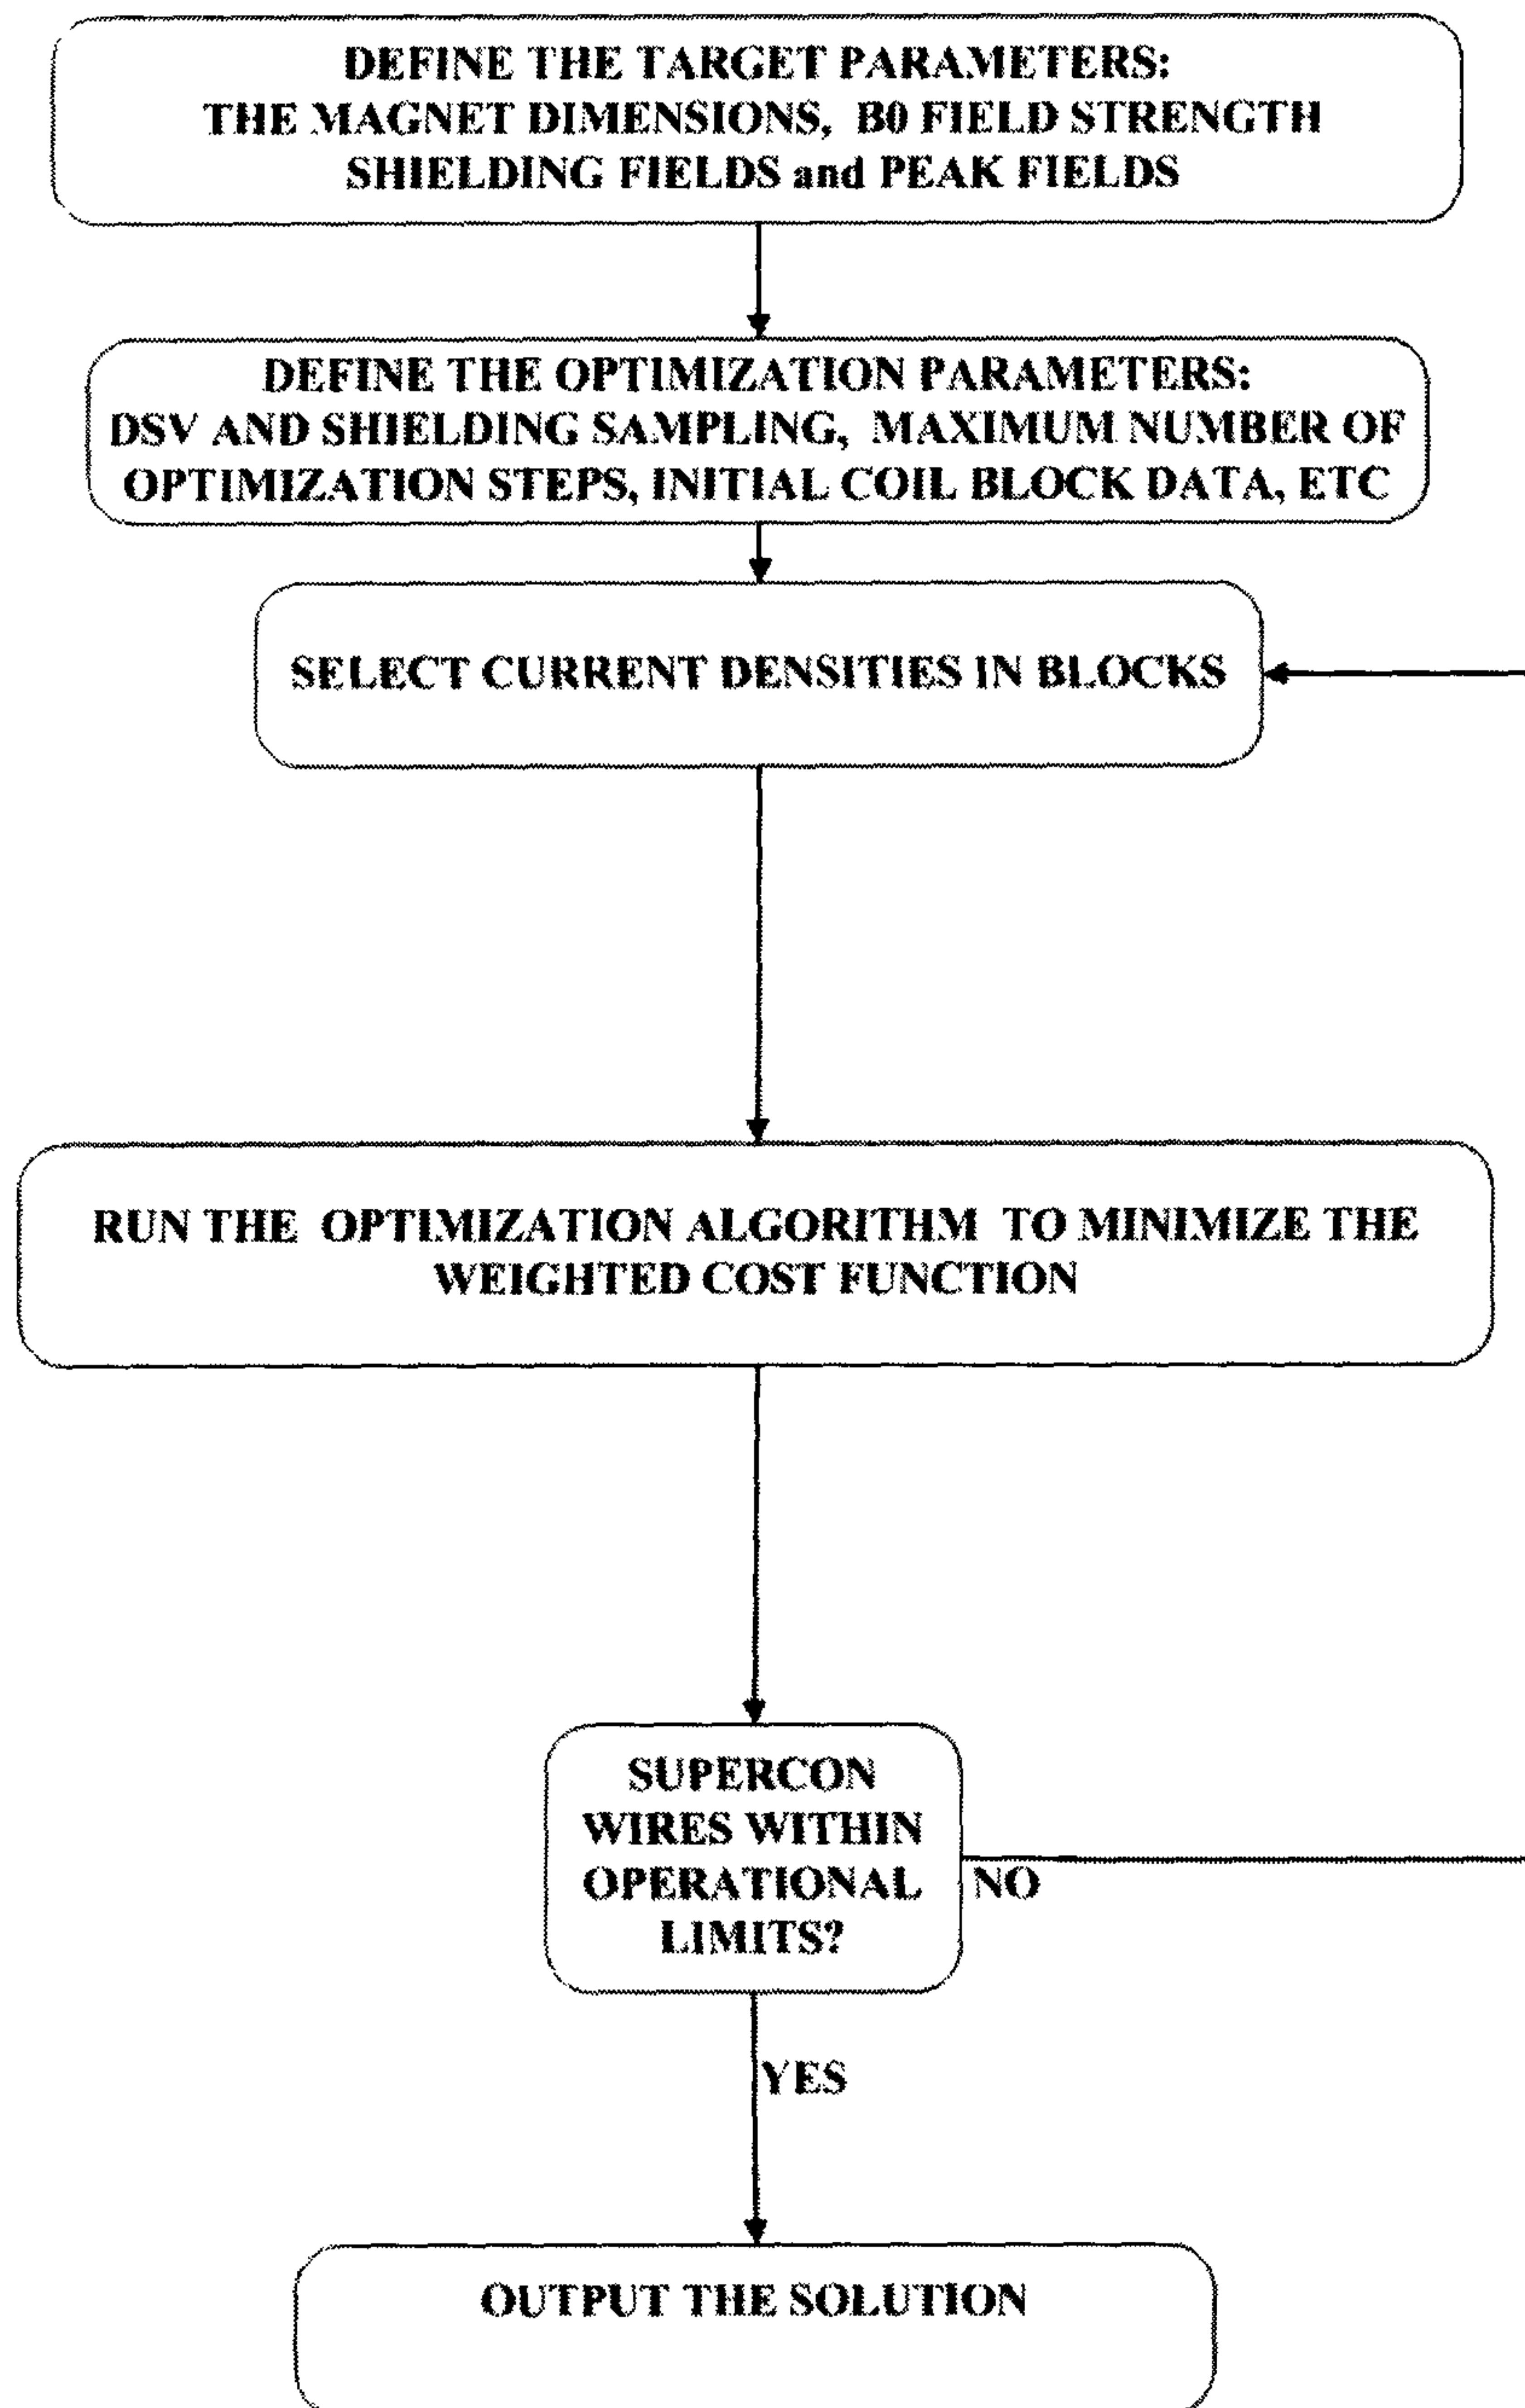 DEFINE THE TARGET PARAMETERS:
THE MAGNET DIMENSIONS, B0 FIELD STRENGTH
SHIELDING FIELDS and PEAK FIELDS
DEFINE THE OPTIMIZATION PARAMETERS:
DSV AND SHIELDING SAMPLING, MAXIMUM NUMBER OF
OPTIMIZATION STEPS, INITIAL COIL BLOCK DATA, ETC
SELECT CURRENT DENSITIES IN BLOCKS
RUN THE OPTIMIZATION ALGORITHM TO MINIMIZE THE
WEIGHTED COST FUNCTION
SUPERCON
WIRES WITHIN
OPERATIONAL
LIMITS?
NO
YES
OUTPUT THE SOLUTION